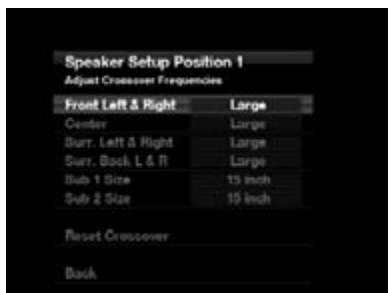 Speaker Setup Position 1
Adjust Crossover Frequencies
Front Left & Right Large
Center Large
Surr. Left & Right Large
Surr. Back L & R Large
Sub 1 Size 15 inch
Sub 2 Size 15 inch
Reset Crossover
Back